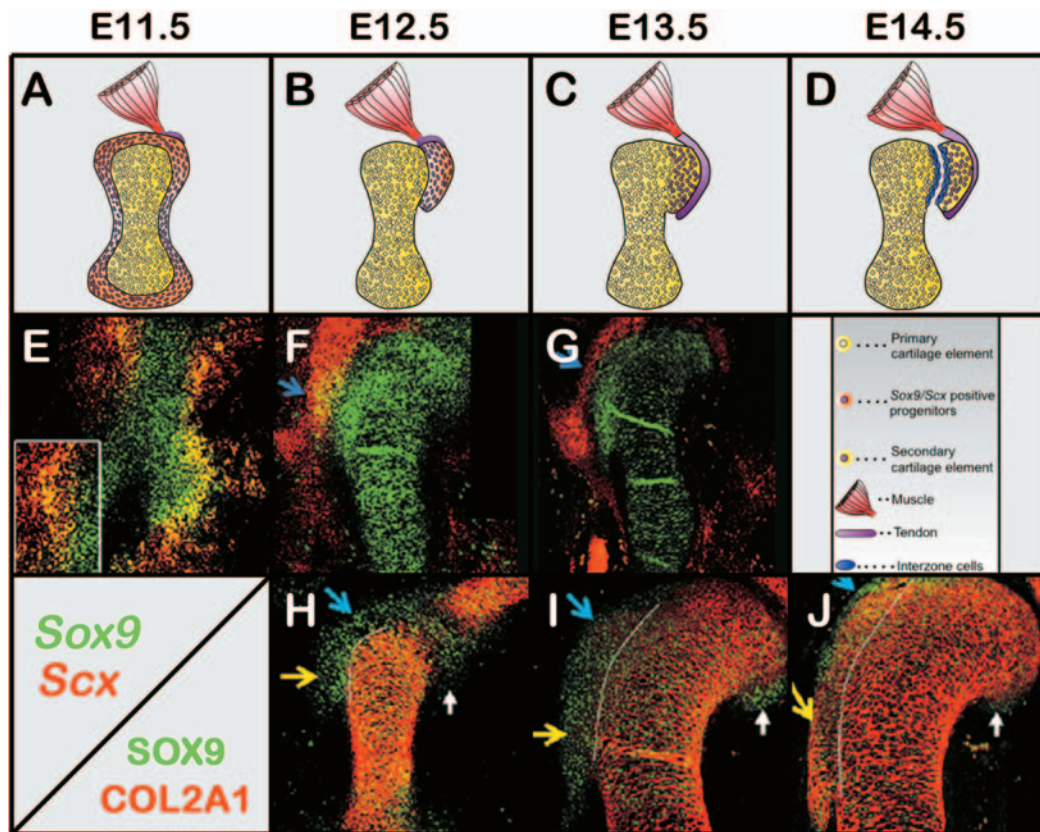 E11.5 E12.5 E13.5 E14.5
A B C D
E F G
Primary
cartilage element
Sox9/Scx positive
progenitors
Secondary
cartilage element
Muscle
Tendon
Interzone cells
Sox9
Scx
SOX9
COL2A1
H I J